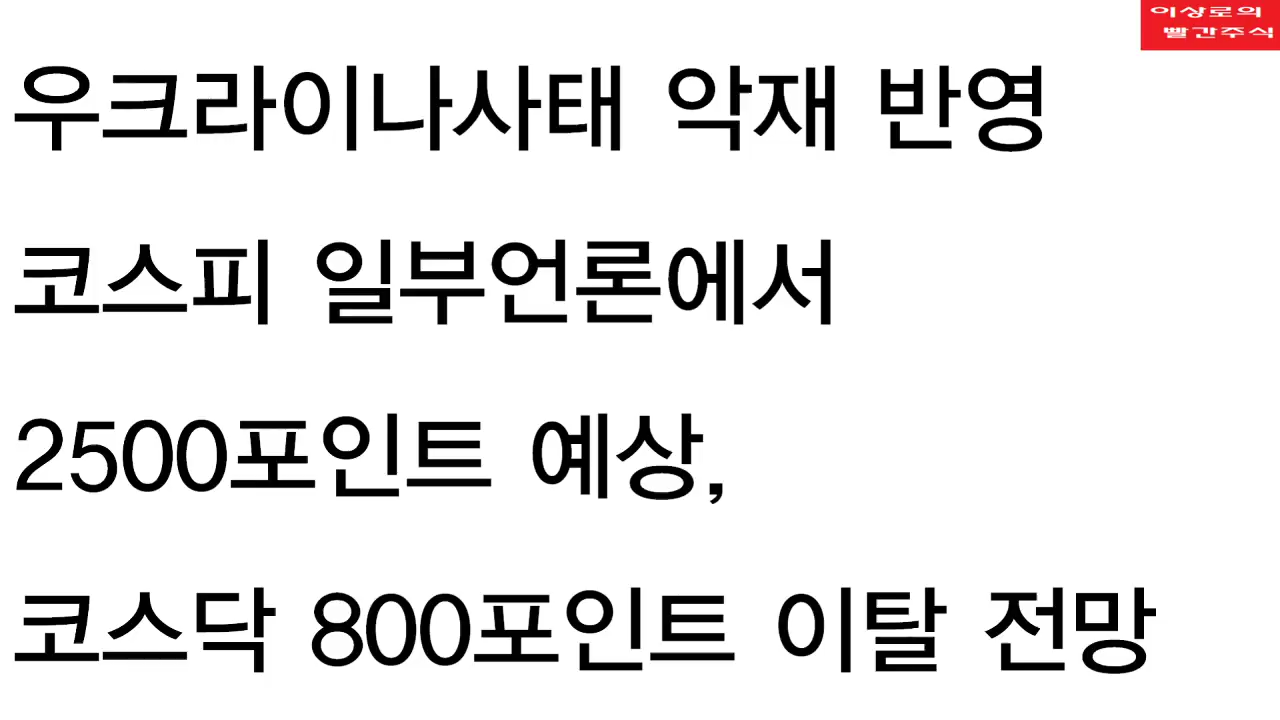 이상로의
빨간주식
우크라이나사태 악재 반영
코스피 일부언론에서
2500포인트 예상,
코스닥 800포인트 이탈 전망